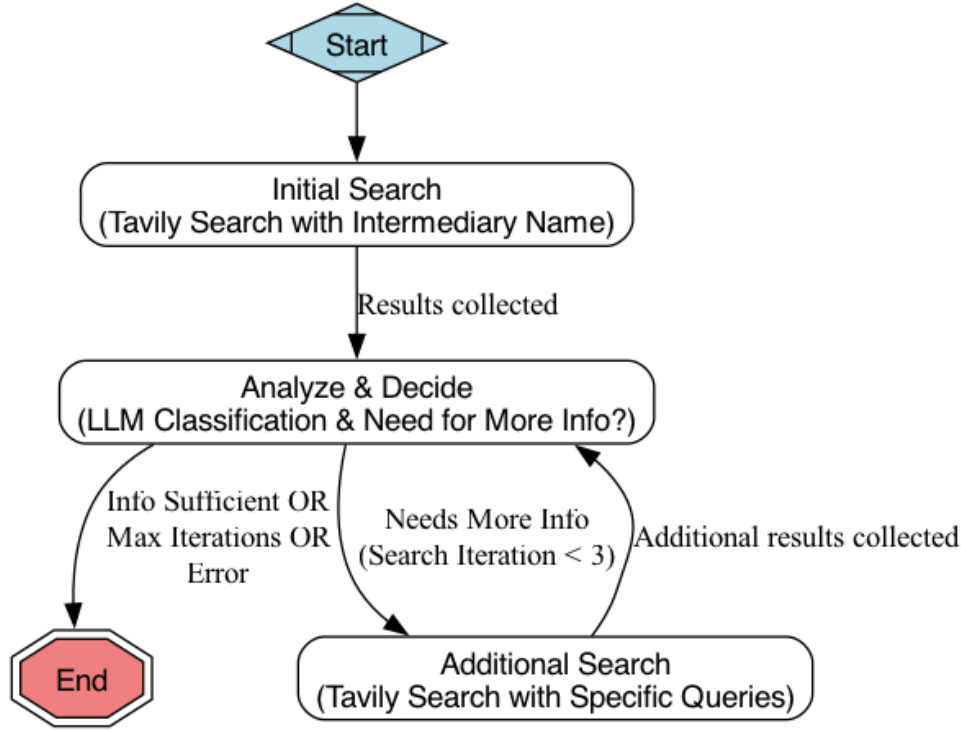 Start
Initial Search
(Tavily Search with Intermediary Name)
Results collected
Analyze & Decide
(LLM Classification & Need for More Info?)
Info Sufficient OR
Max Iterations OR
Error
Needs More Info
(Search Iteration < 3)
Additional results collected
End
Additional Search
(Tavily Search with Specific Queries)